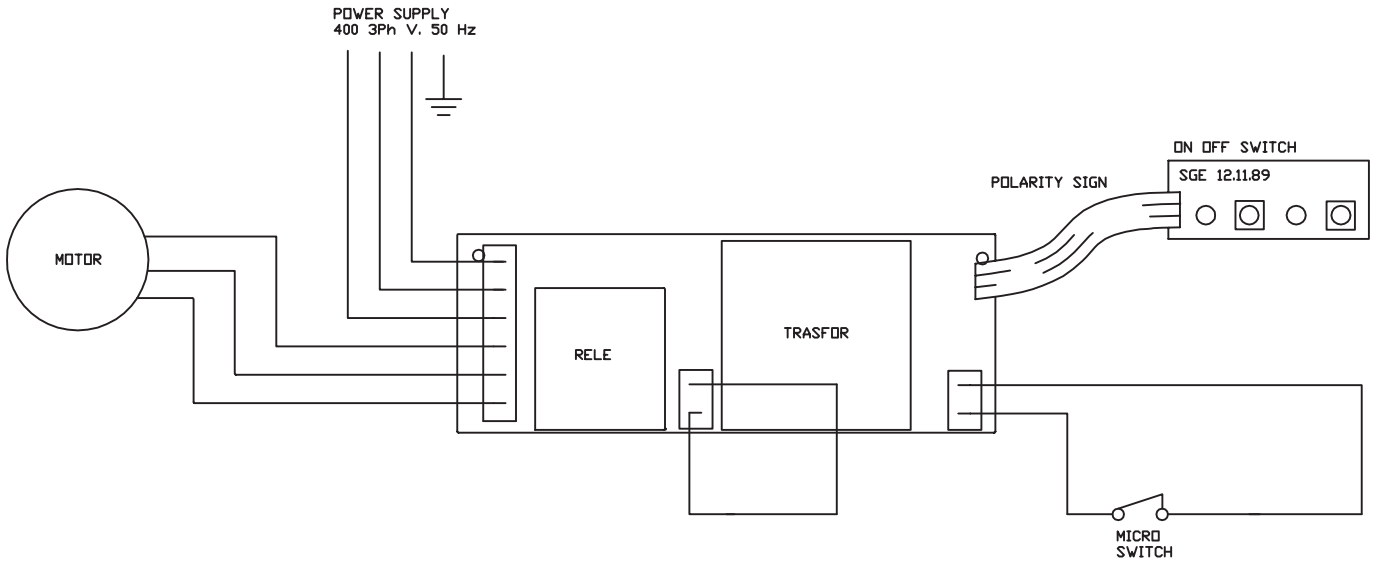 POWER SUPPLY
400 3Ph V. 50 Hz
ON OFF SWITCH
SGE 12.11.89
POLARITY SIGN
MOTOR
TRASFOR
RELE
MICRO
SWITCH